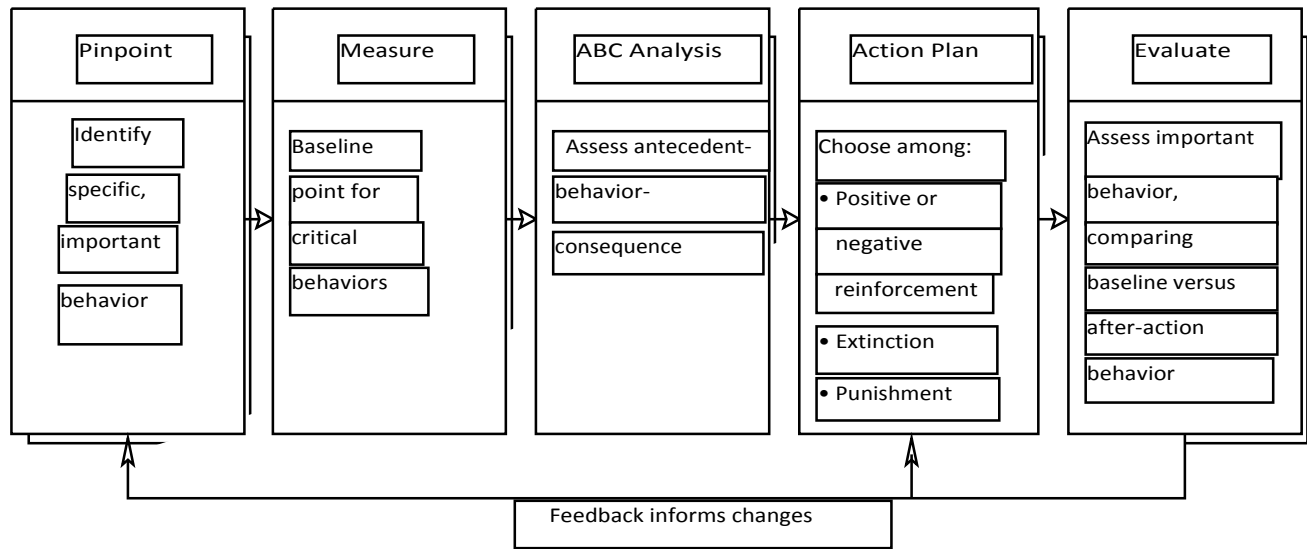 Pinpoint
Identify
specific,
important
behavior
Measure
Baseline
point for
critical
behaviors
ABC Analysis
Assess antecedent-
behavior-
consequence
Action Plan
Choose among:
• Positive or
negative
reinforcement
• Extinction
• Punishment
Evaluate
Assess important
behavior,
comparing
baseline versus
after-action
behavior
Feedback informs changes